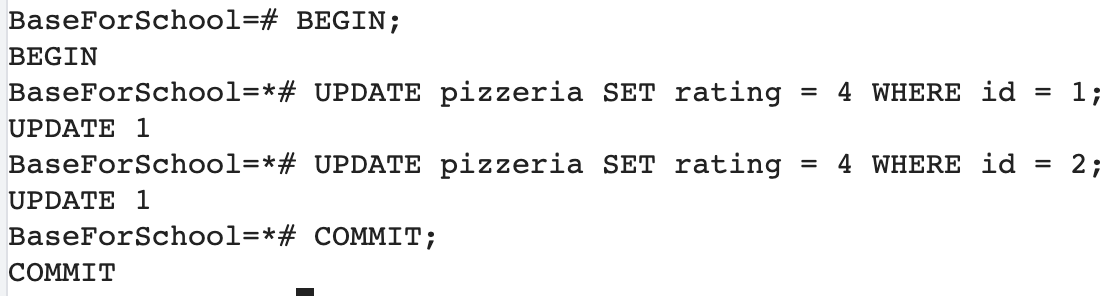 BaseForSchool=# BEGIN;
BEGIN
BaseForSchool=*# UPDATE pizzeria SET rating = 4 WHERE id = 1;
UPDATE 1
BaseForSchool=*# UPDATE pizzeria SET rating = 4 WHERE id = 2;
UPDATE 1
BaseForSchool=*# COMMIT;
COMMIT